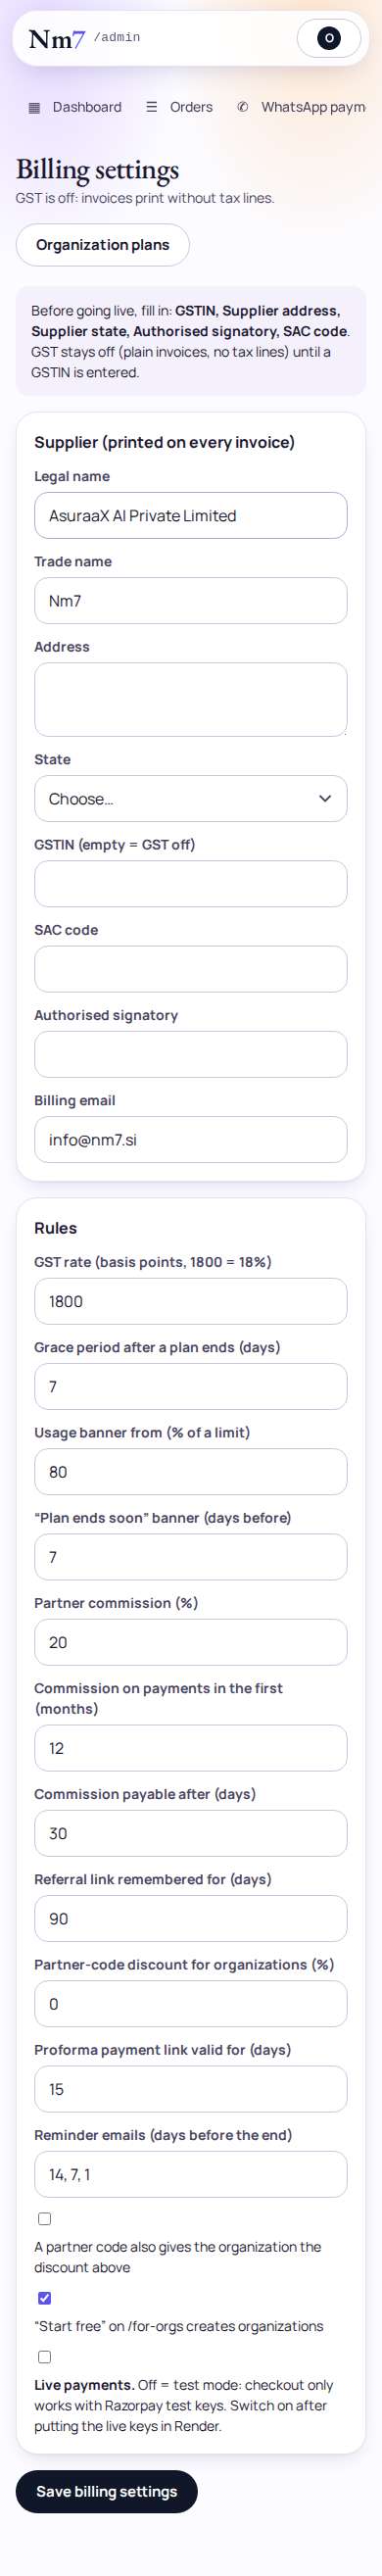 Nm7 /admin
O
▦ Dashboard ☰ Orders ✆ WhatsApp paym
Billing settings
GST is off: invoices print without tax lines.
Organization plans
Before going live, fill in: GSTIN, Supplier address,
Supplier state, Authorised signatory, SAC code.
GST stays off (plain invoices, no tax lines) until a
GSTIN is entered.
Supplier (printed on every invoice)
Legal name
AsuraaX AI Private Limited
Trade name
Nm7
Address
State
Choose...
GSTIN (empty = GST off)
SAC code
Authorised signatory
Billing email
info@nm7.si
Rules
GST rate (basis points, 1800 = 18%)
1800
Grace period after a plan ends (days)
7
Usage banner from (% of a limit)
80
“Plan ends soon” banner (days before)
7
Partner commission (%)
20
Commission on payments in the first
(months)
12
Commission payable after (days)
30
Referral link remembered for (days)
90
Partner-code discount for organizations (%)
0
Proforma payment link valid for (days)
15
Reminder emails (days before the end)
14, 7, 1
A partner code also gives the organization the
discount above
“Start free” on /for-orgs creates organizations
Live payments. Off = test mode: checkout only
works with Razorpay test keys. Switch on after
putting the live keys in Render.
Save billing settings